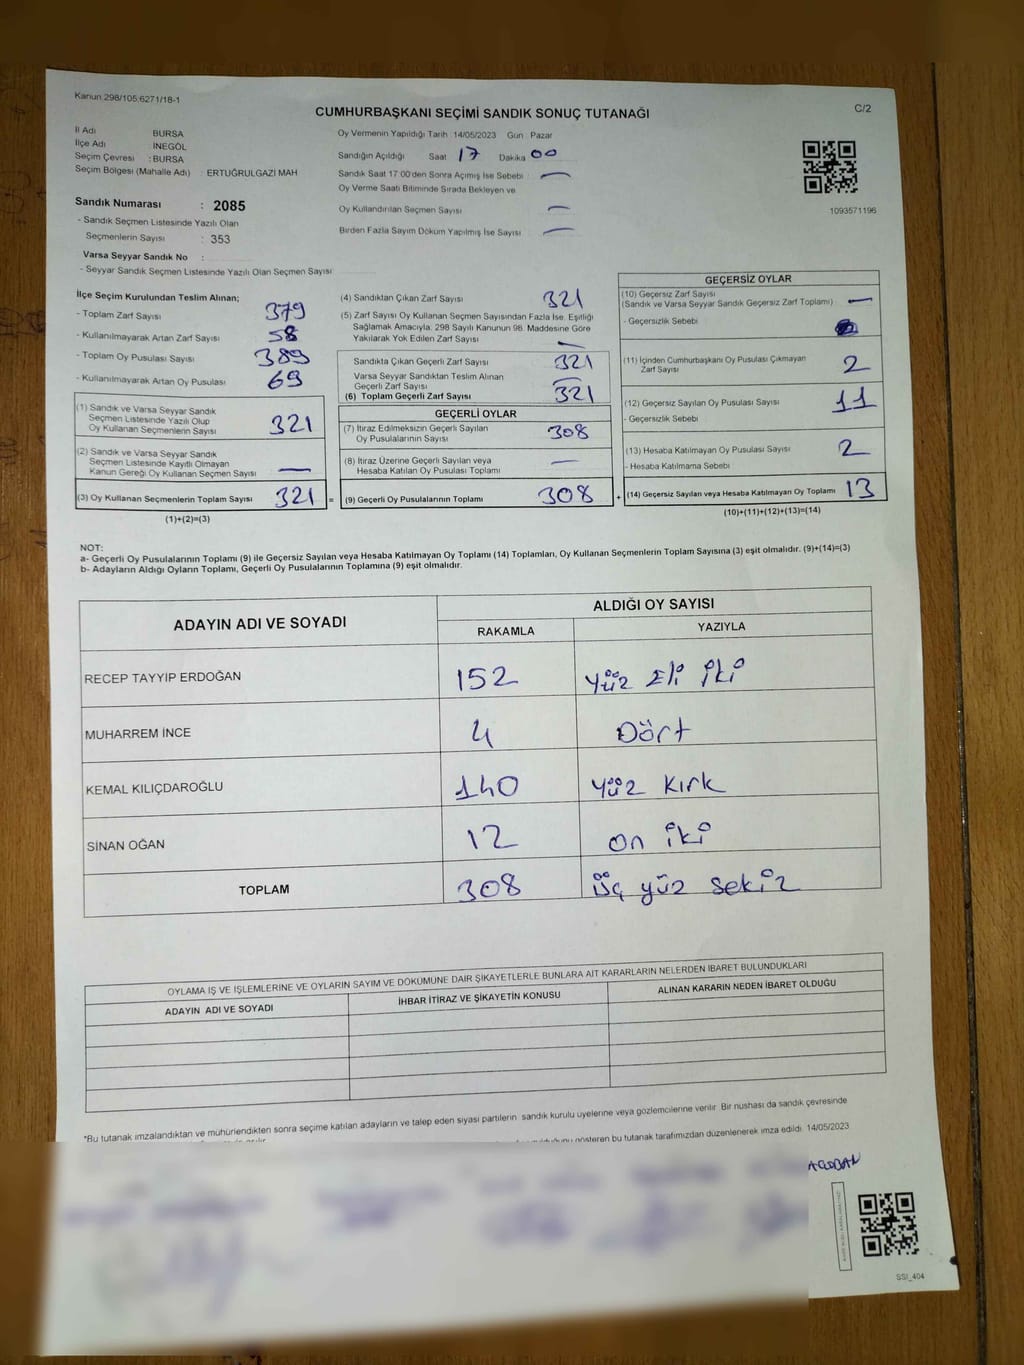 Kanun 298/105;6271/18-1
CUMHURBAŞKANI SEÇİMİ SANDIK SONUÇ TUTANAĞI
C/2
İl Adı BURSA
İlçe Adı İNEGÖL
Seçim Çevresi : BURSA
Seçim Bölgesi (Mahalle Adı) : ERTUĞRULGAZİ MAH
Sandık Numarası : 2085
- Sandık Seçmen Listesinde Yazılı Olan
Seçmenlerin Sayısı : 353
Varsa Seyyar Sandık No :
- Seyyar Sandık Seçmen Listesinde Yazılı Olan Seçmen Sayısı
Oy Vermenin Yapıldığı Tarih : 14/05/2023 Gün : Pazar
Sandığın Açıldığı Saat 17 Dakika 00
Sandık Saat 17:00'den Sonra Açılmış İse Sebebi : —
Oy Verme Saati Bitiminde Sırada Bekleyen ve
Oy Kullandırılan Seçmen Sayısı —
Birden Fazla Sayım Döküm Yapılmış İse Sayısı —
1093571196
İlçe Seçim Kurulundan Teslim Alınan;
- Toplam Zarf Sayısı 379
- Kullanılmayarak Artan Zarf Sayısı 58
- Toplam Oy Pusulası Sayısı 389
- Kullanılmayarak Artan Oy Pusulası 69
(1) Sandık ve Varsa Seyyar Sandık
Seçmen Listesinde Yazılı Olup
Oy Kullanan Seçmenlerin Sayısı 321
(2) Sandık ve Varsa Seyyar Sandık
Seçmen Listesinde Kayıtlı Olmayan
Kanun Gereği Oy Kullanan Seçmen Sayısı —
(3) Oy Kullanan Seçmenlerin Toplam Sayısı 321 =
(1)+(2)=(3)
(4) Sandıktan Çıkan Zarf Sayısı 321
(5) Zarf Sayısı Oy Kullanan Seçmen Sayısından Fazla İse, Eşitliği
Sağlamak Amacıyla; 298 Sayılı Kanunun 98. Maddesine Göre
Yakılarak Yok Edilen Zarf Sayısı —
Sandıkta Çıkan Geçerli Zarf Sayısı 321
Varsa Seyyar Sandıktan Teslim Alınan
Geçerli Zarf Sayısı —
(6) Toplam Geçerli Zarf Sayısı 321
GEÇERLİ OYLAR
(7) İtiraz Edilmeksizin Geçerli Sayılan
Oy Pusulalarının Sayısı 308
(8) İtiraz Üzerine Geçerli Sayılan veya
Hesaba Katılan Oy Pusulası Toplamı —
(9) Geçerli Oy Pusulalarının Toplamı 308 +
GEÇERSİZ OYLAR
(10) Geçersiz Zarf Sayısı
(Sandık ve Varsa Seyyar Sandık Geçersiz Zarf Toplamı) —
- Geçersizlik Sebebi
(11) İçinden Cumhurbaşkanı Oy Pusulası Çıkmayan
Zarf Sayısı 2
(12) Geçersiz Sayılan Oy Pusulası Sayısı 11
- Geçersizlik Sebebi
(13) Hesaba Katılmayan Oy Pusulası Sayısı 2
- Hesaba Katılmama Sebebi
(14) Geçersiz Sayılan veya Hesaba Katılmayan Oy Toplamı 13
(10)+(11)+(12)+(13)=(14)
NOT:
a- Geçerli Oy Pusulalarının Toplamı (9) ile Geçersiz Sayılan veya Hesaba Katılmayan Oy Toplamı (14) Toplamları, Oy Kullanan Seçmenlerin Toplam Sayısına (3) eşit olmalıdır. (9)+(14)=(3)
b- Adayların Aldığı Oyların Toplamı, Geçerli Oy Pusulalarının Toplamına (9) eşit olmalıdır.
ADAYIN ADI VE SOYADI
ALDIĞI OY SAYISI
RAKAMLA YAZIYLA
RECEP TAYYİP ERDOĞAN 152 Yüz Eli iki
MUHARREM İNCE 4 Dört
KEMAL KILIÇDAROĞLU 140 Yüz Kırk
SİNAN OĞAN 12 on iki
TOPLAM 308 üç yüz sekiz
OYLAMA İŞ VE İŞLEMLERİNE VE OYLARIN SAYIM VE DÖKÜMÜNE DAİR ŞİKAYETLERLE BUNLARA AİT KARARLARIN NELERDEN İBARET BULUNDUKLARI
ADAYIN ADI VE SOYADI İHBAR İTİRAZ VE ŞİKAYETİN KONUSU ALINAN KARARIN NEDEN İBARET OLDUĞU
*Bu tutanak imzalandıktan ve mühürlendikten sonra seçime katılan adayların ve talep eden siyasi partilerin sandık kurulu üyelerine veya gözlemcilerine verilir. Bir nüshası da sandık çevresinde
gösteren bu tutanak tarafımızdan düzenlenerek imza edildi. 14/05/2023
SSI_404